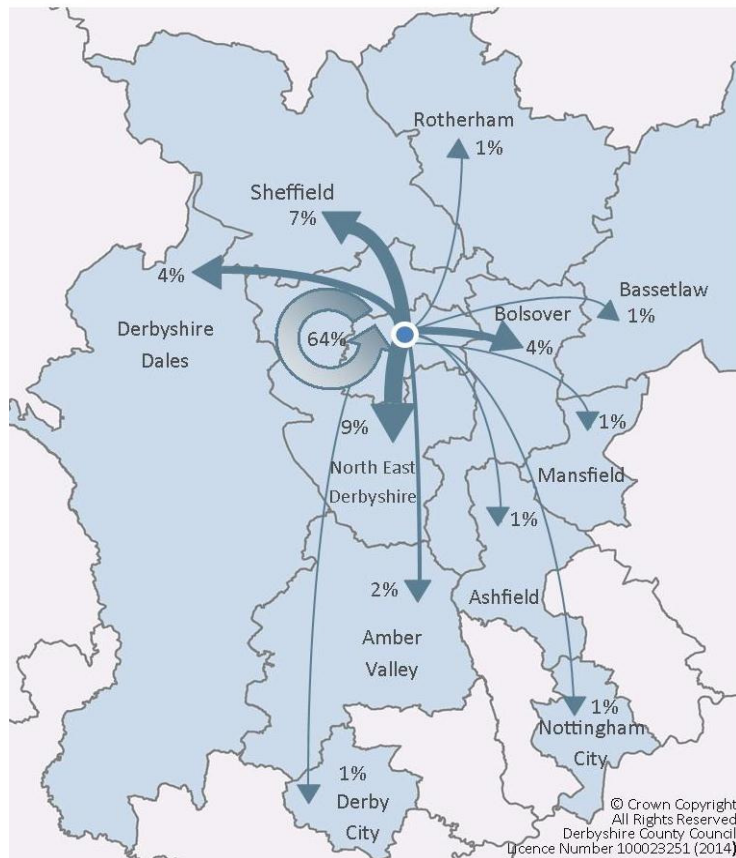 Rotherham
1%
Sheffield
7%
4%
Derbyshire
Dales
64%
Bolsover
4%
Bassetlaw
1%
9%
North East
Derbyshire
1%
Mansfield
1%
Ashfield
2%
Amber
Valley
1%
Nottingham
City
1%
Derby
City
© Crown Copyright
All Rights Reserved
Derbyshire County Council
Licence Number 100023251 (2014)